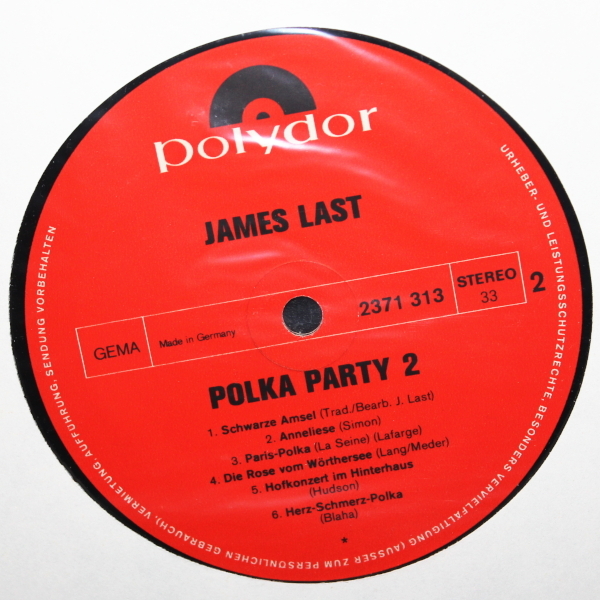 polydor
JAMES LAST
GEMA
Made in Germany
2371 313
STEREO
33
2
POLKA PARTY 2
1. Schwarze Amsel (Trad./Bearb. J. Last)
2. Anneliese (Simon)
3. Paris-Polka (La Seine) (Lafarge)
4. Die Rose vom Wörthersee (Lang/Meder)
5. Hofkonzert im Hinterhaus
(Hudson)
6. Herz-Schmerz-Polka
(Blaha)
*
URHEBER- UND LEISTUNGSSCHUTZRECHTE, BESONDERS VERVIELFÄLTIGUNG (AUSSER ZUM PERSÖNLICHEN GEBRAUCH), VERMIETUNG, AUFFÜHRUNG, SENDUNG VORBEHALTEN